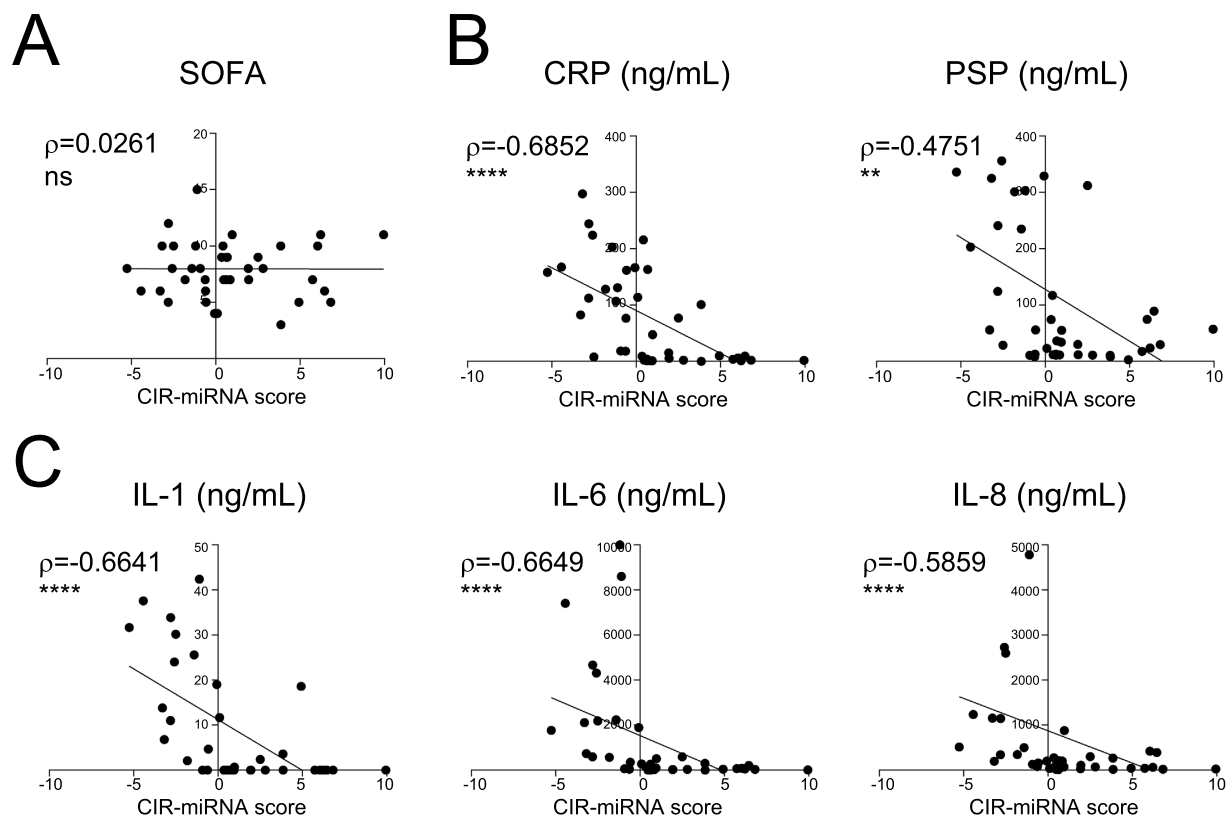 A
B
SOFA
CRP (ng/mL)
PSP (ng/mL)
ρ=0.0261
ns
20
15
10
5
-10
-5
0
5
10
CIR-miRNA score
ρ=-0.6852
****
400
300
200
100
-10
-5
0
5
10
CIR-miRNA score
ρ=-0.4751
**
400
300
200
100
-10
-5
0
5
10
CIR-miRNA score
C
IL-1 (ng/mL)
IL-6 (ng/mL)
IL-8 (ng/mL)
ρ=-0.6641
****
50
40
30
20
10
-10
-5
0
5
10
CIR-miRNA score
ρ=-0.6649
****
10000
8000
6000
4000
2000
-10
-5
0
5
10
CIR-miRNA score
ρ=-0.5859
****
5000
4000
3000
2000
1000
-10
-5
0
5
10
CIR-miRNA score